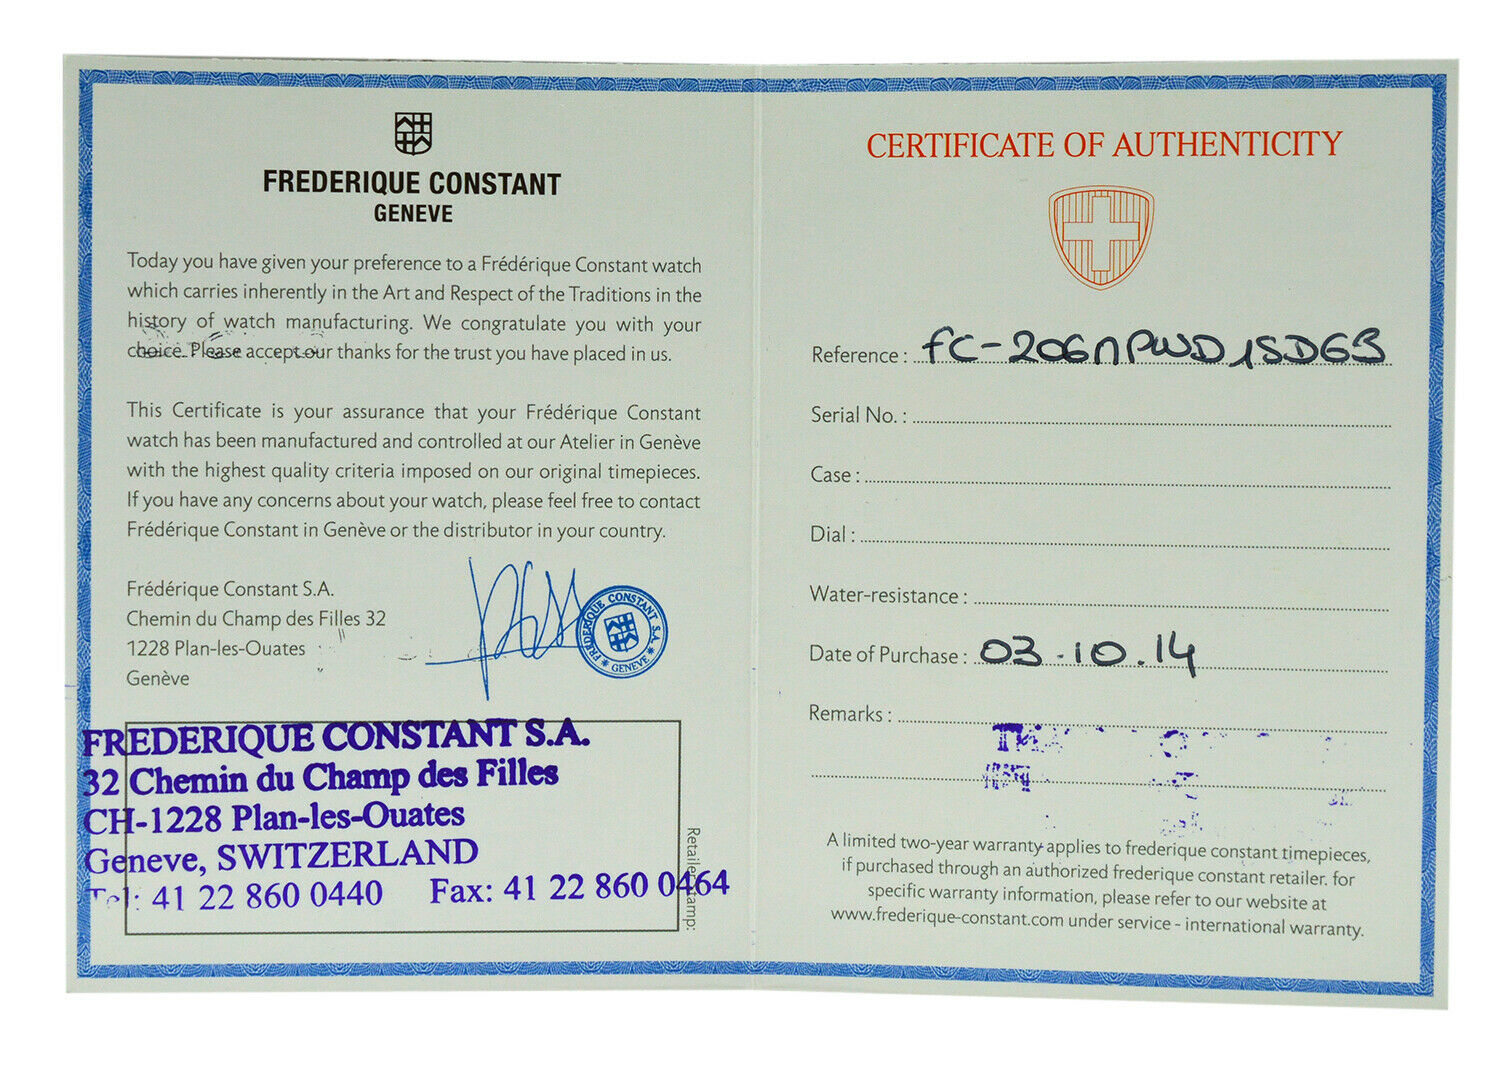 FREDERIQUE CONSTANT
GENEVE
Today you have given your preference to a Frédérique Constant watch
which carries inherently in the Art and Respect of the Traditions in the
history of watch manufacturing. We congratulate you with your
choice. Please accept our thanks for the trust you have placed in us.
This Certificate is your assurance that your Frédérique Constant
watch has been manufactured and controlled at our Atelier in Genève
with the highest quality criteria imposed on our original timepieces.
If you have any concerns about your watch, please feel free to contact
Frédérique Constant in Genève or the distributor in your country.
Frédérique Constant S.A.
Chemin du Champ des Filles 32
1228 Plan-les-Ouates
Genève
FREDERIQUE CONSTANT S.A.
GENEVE
FREDERIQUE CONSTANT S.A.
32 Chemin du Champ des Filles
CH-1228 Plan-les-Ouates
Geneve, SWITZERLAND
Tel: 41 22 860 0440 Fax: 41 22 860 0464
Retailer stamp:
CERTIFICATE OF AUTHENTICITY
Reference : FC-206MPWD1SD6B
Serial No. :
Case :
Dial :
Water-resistance :
Date of Purchase : 03.10.14
Remarks :
A limited two-year warranty applies to frederique constant timepieces,
if purchased through an authorized frederique constant retailer. for
specific warranty information, please refer to our website at
www.frederique-constant.com under service - international warranty.